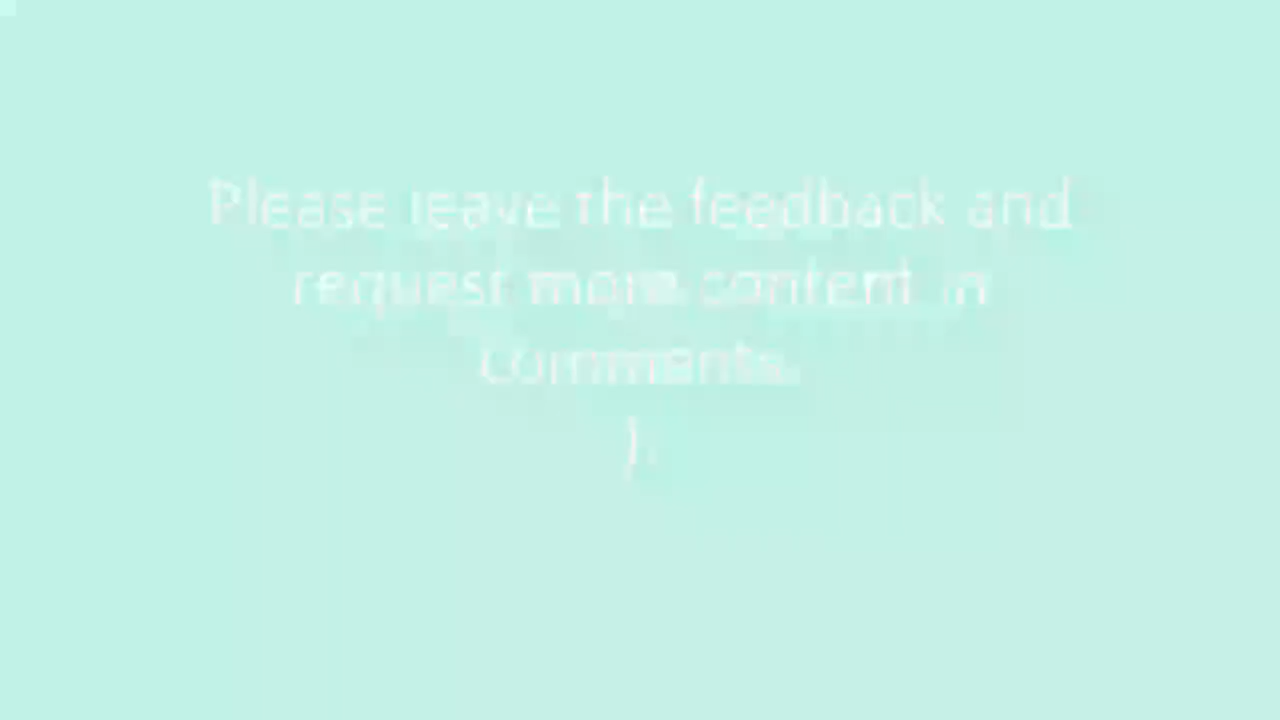 Please leave the feedback and
request more content in
Comments.
).